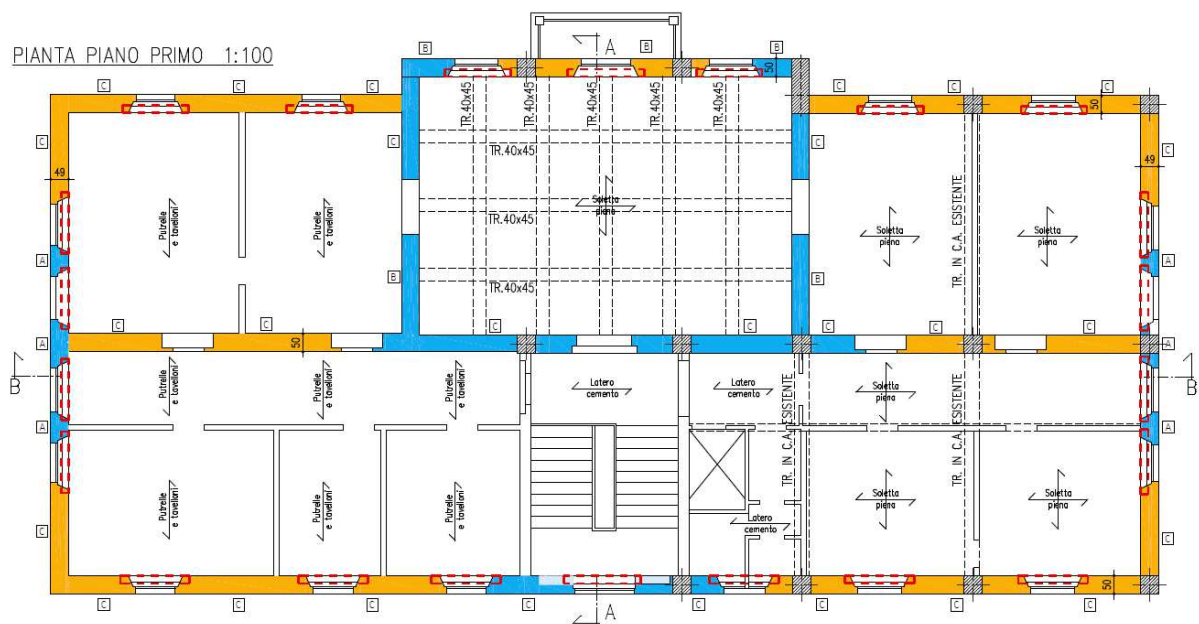 PIANTA PIANO PRIMO 1:100
A
B
B
B
50
C
C
C
C
C
50
TR.40x45
TR.40x45
TR.40x45
TR.40x45
TR.40x45
C
C
C
C
TR.40x45
49
49
Putrelle
e tavelloni
Putrelle
e tavelloni
TR.40x45
Soletta
piena
Soletta
piena
TR. IN C.A. ESISTENTE
Soletta
piena
A
A
B
B
TR.40x45
C
C
C
C
C
C
50
A
A
B
B
Putrelle
e tavelloni
Putrelle
e tavelloni
Putrelle
e tavelloni
Latero
cemento
Latero
cemento
Soletta
piena
A
A
TR. IN C.A. ESISTENTE
TR. IN C.A. ESISTENTE
Putrelle
e tavelloni
Putrelle
e tavelloni
Putrelle
e tavelloni
Soletta
piena
Soletta
piena
Latero
cemento
C
C
50
C
C
C
C
C
C
C
A